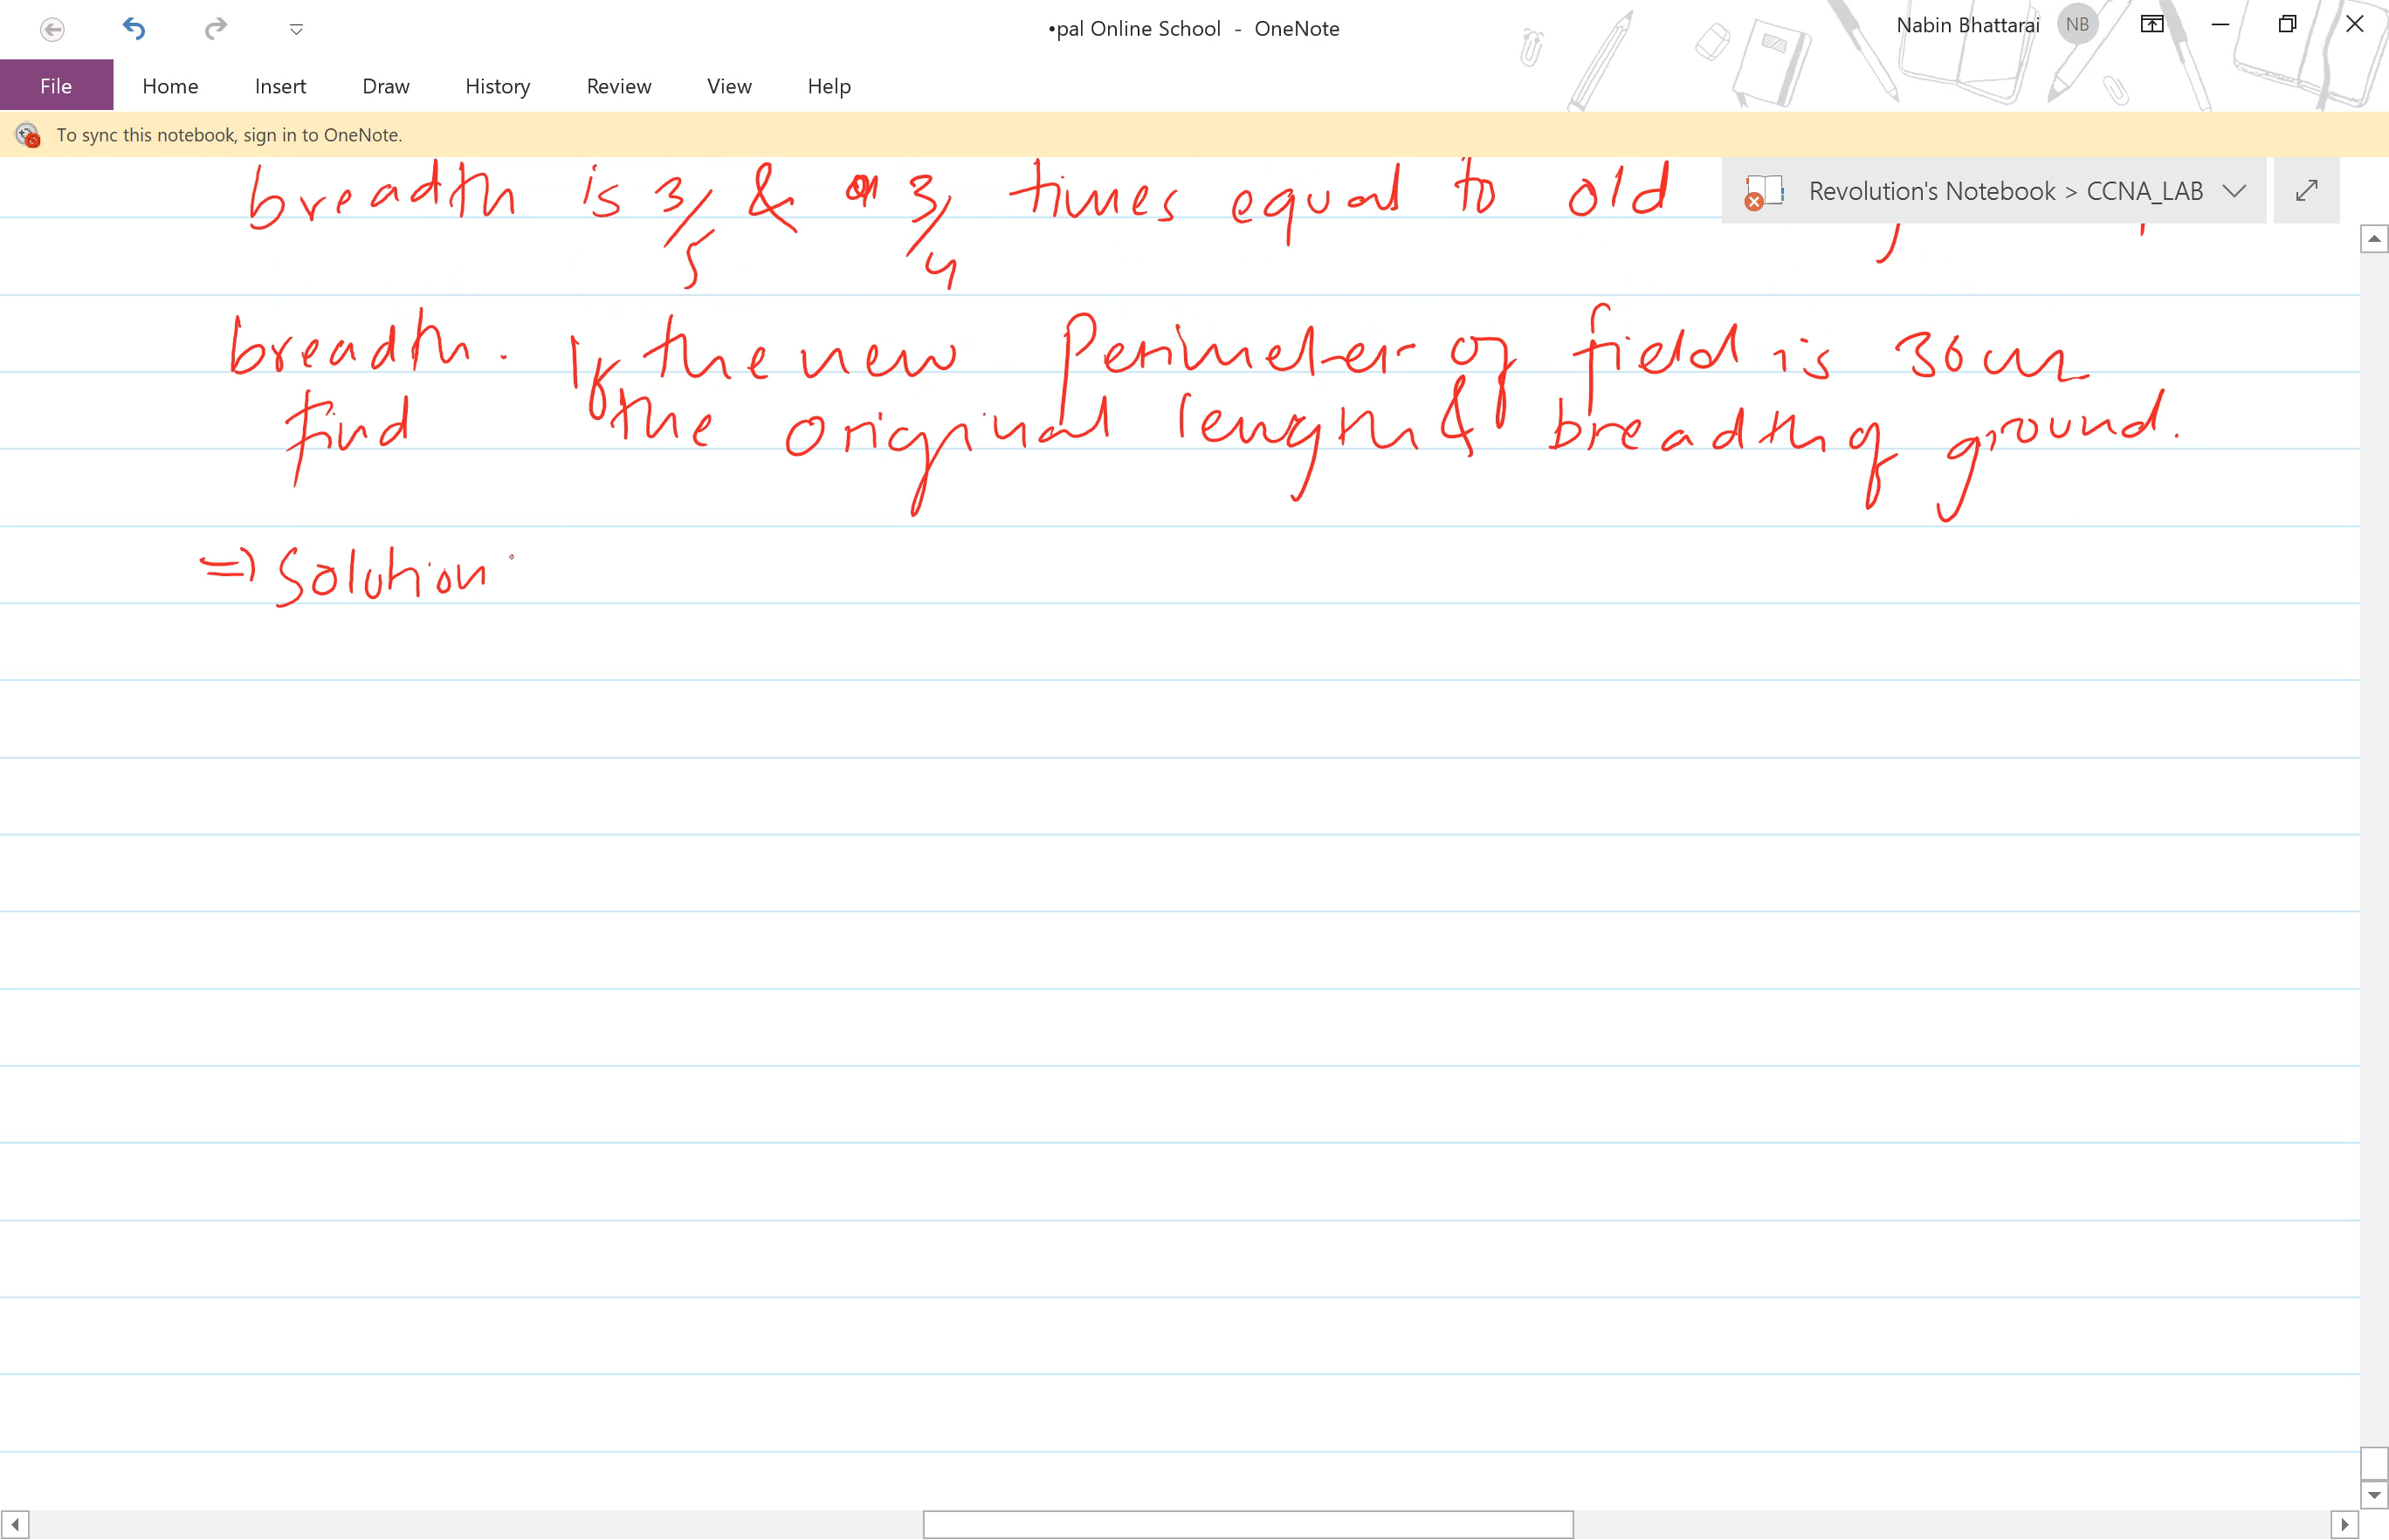 •pal Online School - OneNote
Nabin Bhattarai NB
File Home Insert Draw History Review View Help
To sync this notebook, sign in to OneNote.
Revolution's Notebook > CCNA_LAB
breadth is 3/5 & 3/4 times equal to old
breadth. If the new Perimeter of field is 30m
find the original length & breadth of ground.
=> Solution: